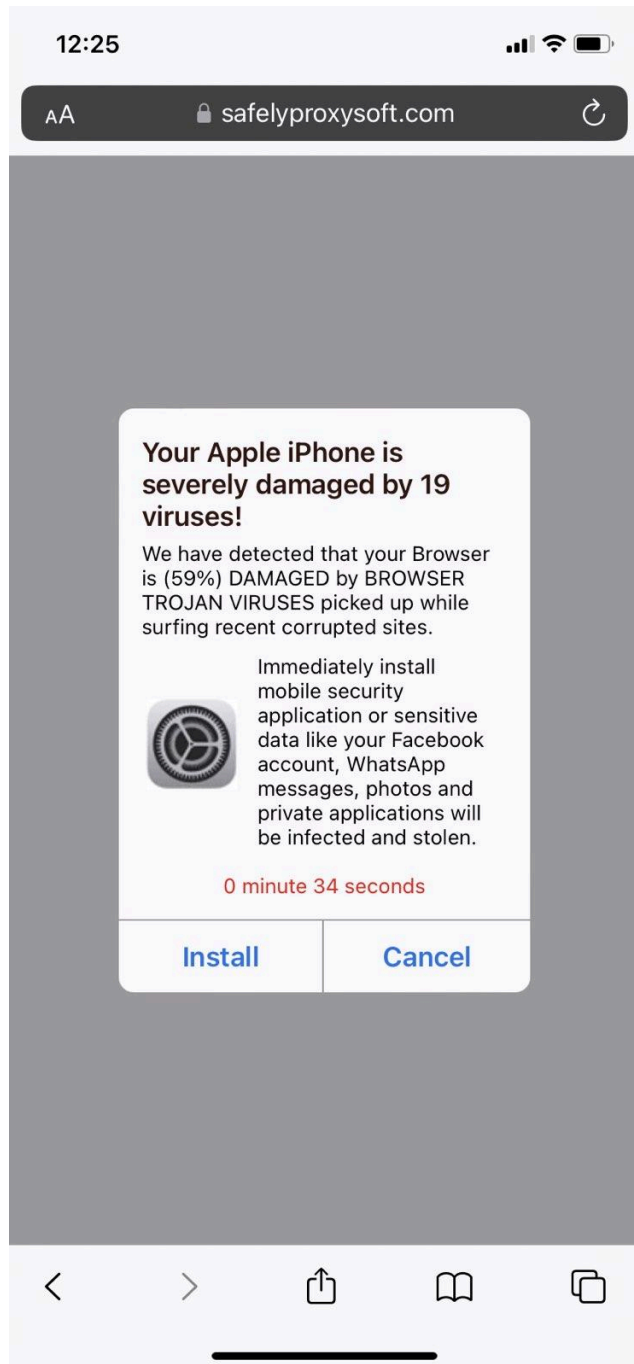 12:25
AA safelyproxysoft.com
Your Apple iPhone is
severely damaged by 19
viruses!
We have detected that your Browser
is (59%) DAMAGED by BROWSER
TROJAN VIRUSES picked up while
surfing recent corrupted sites.
Immediately install
mobile security
application or sensitive
data like your Facebook
account, WhatsApp
messages, photos and
private applications will
be infected and stolen.
0 minute 34 seconds
Install Cancel